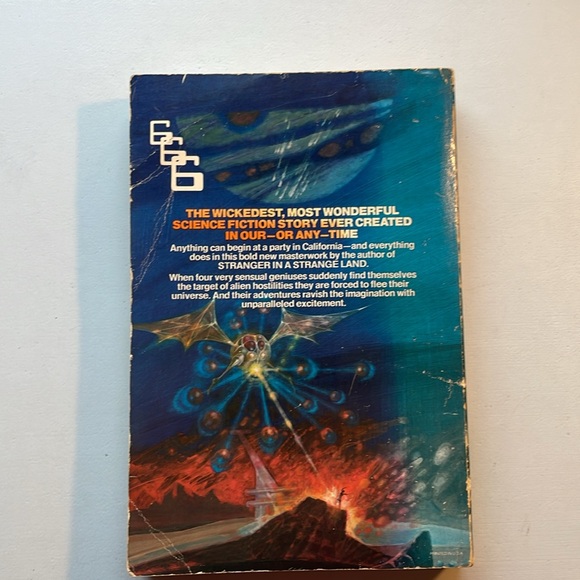 6
6
6
THE WICKEDEST, MOST WONDERFUL
SCIENCE FICTION STORY EVER CREATED
IN OUR—OR ANY—TIME
Anything can begin at a party in California—and everything
does in this bold new masterwork by the author of
STRANGER IN A STRANGE LAND.
When four very sensual geniuses suddenly find themselves
the target of alien hostilities they are forced to flee their
universe. And their adventures ravish the imagination with
unparalleled excitement.